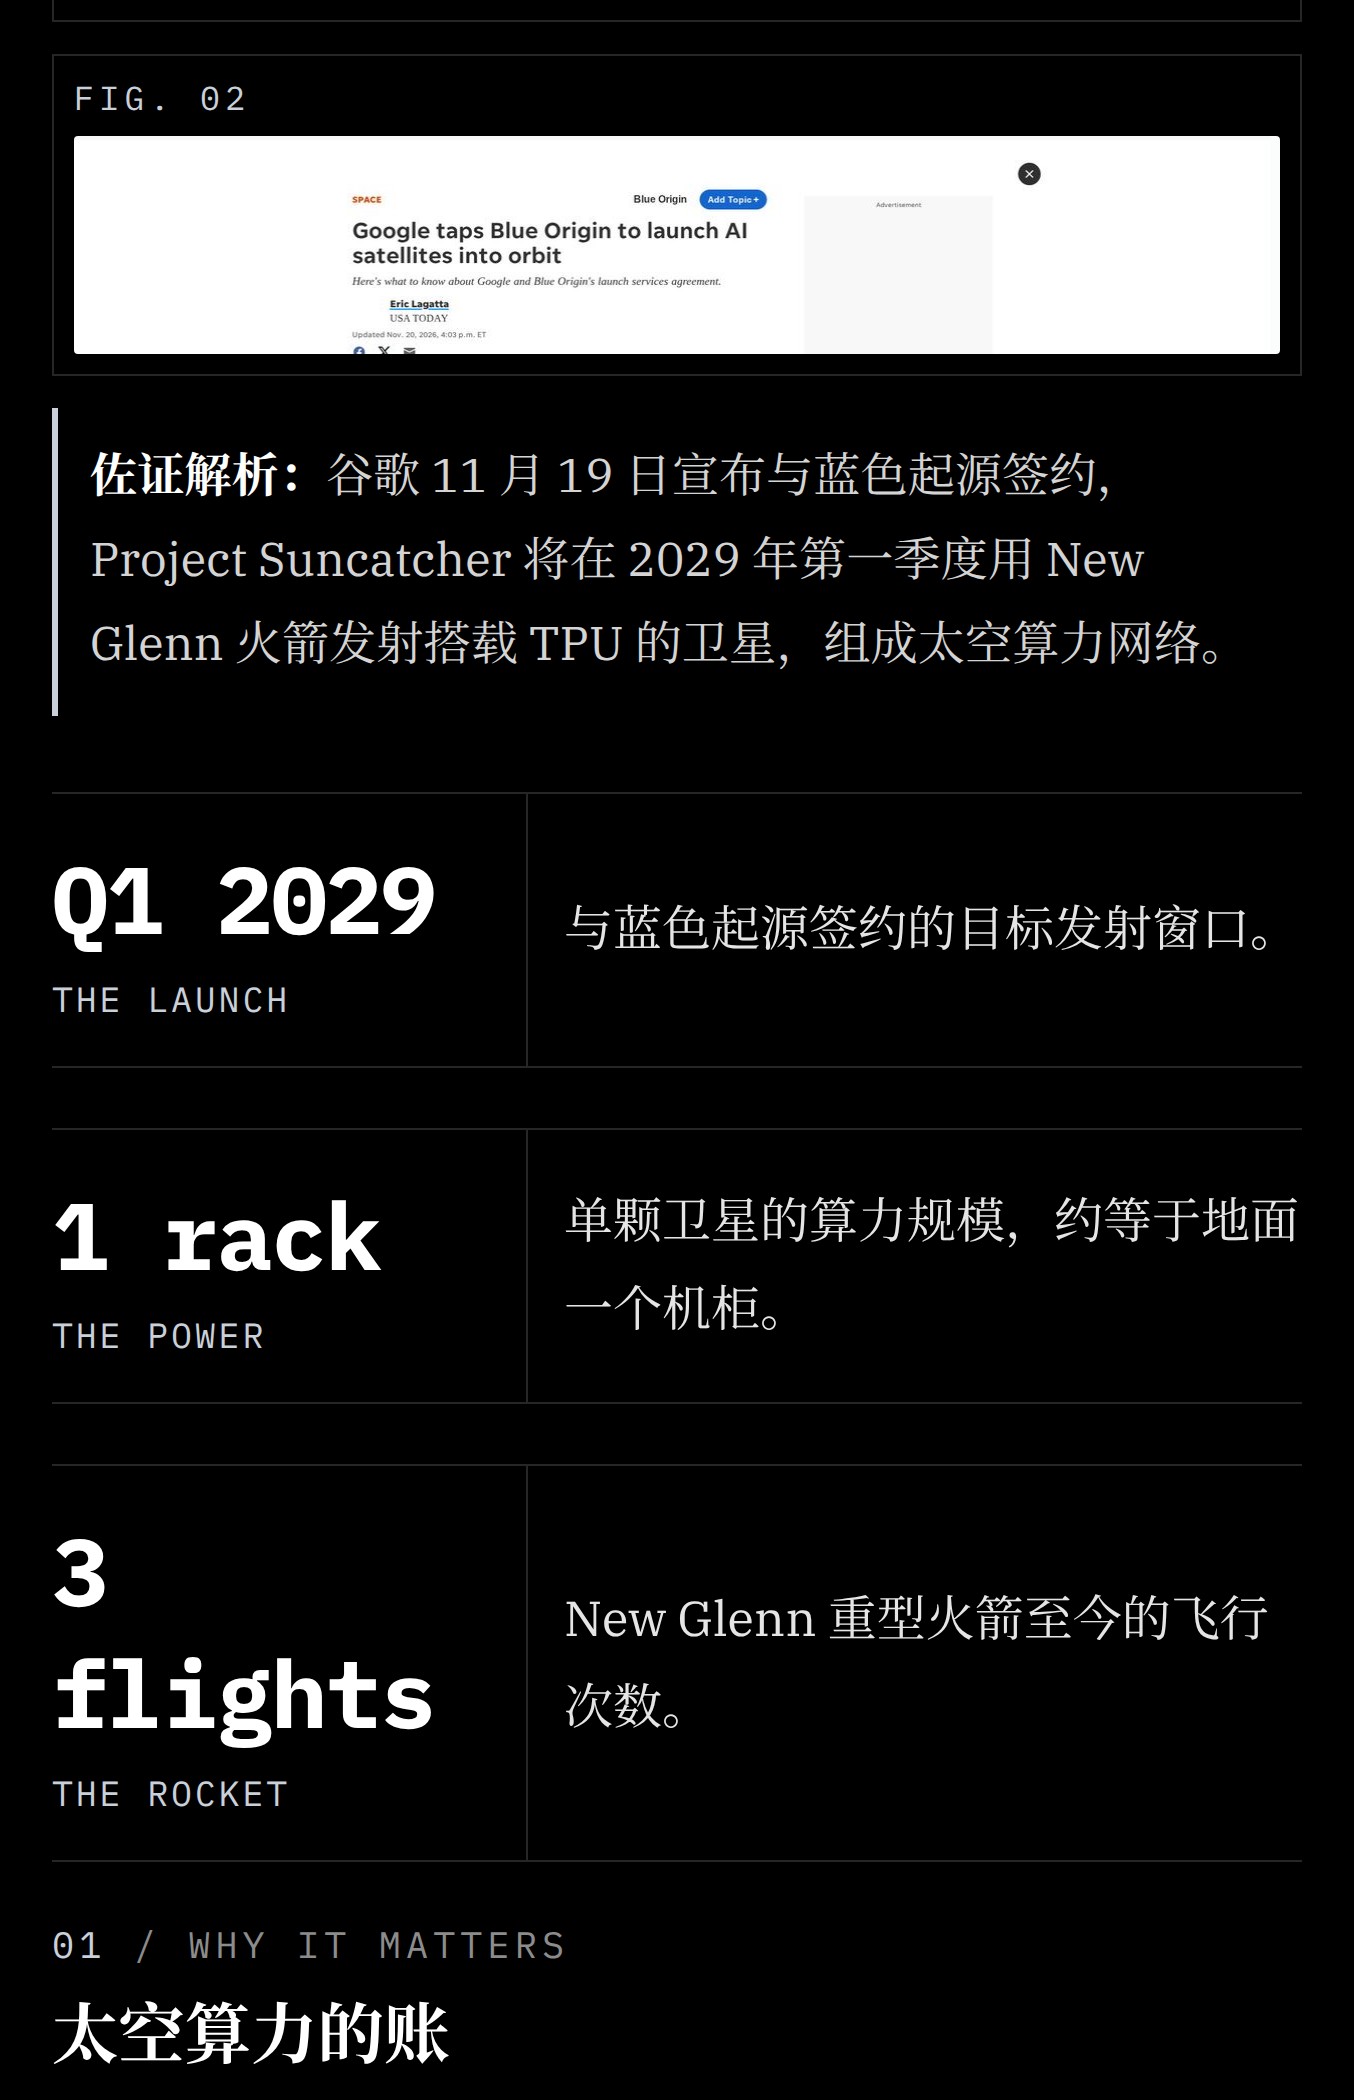 FIG. 02
SPACE
Blue Origin
Add Topic +
Advertisement
Google taps Blue Origin to launch AI
satellites into orbit
Here's what to know about Google and Blue Origin's launch services agreement.
Eric Lagatta
USA TODAY
Updated Nov. 20, 2026, 4:03 p.m. ET
佐证解析：谷歌 11 月 19 日宣布与蓝色起源签约，
Project Suncatcher 将在 2029 年第一季度用 New
Glenn 火箭发射搭载 TPU 的卫星，组成太空算力网络。
Q1 2029
THE LAUNCH
与蓝色起源签约的目标发射窗口。
1 rack
THE POWER
单颗卫星的算力规模，约等于地面
一个机柜。
3
flights
THE ROCKET
New Glenn 重型火箭至今的飞行
次数。
01 / WHY IT MATTERS
太空算力的账